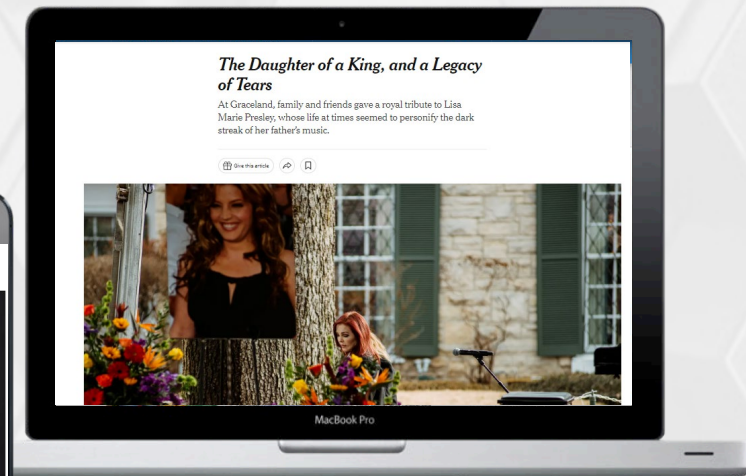 The Daughter of a King, and a Legacy
of Tears
At Graceland, family and friends gave a royal tribute to Lisa
Marie Presley, whose life at times seemed to personify the dark
streak of her father's music.
Give this article
MacBook Pro